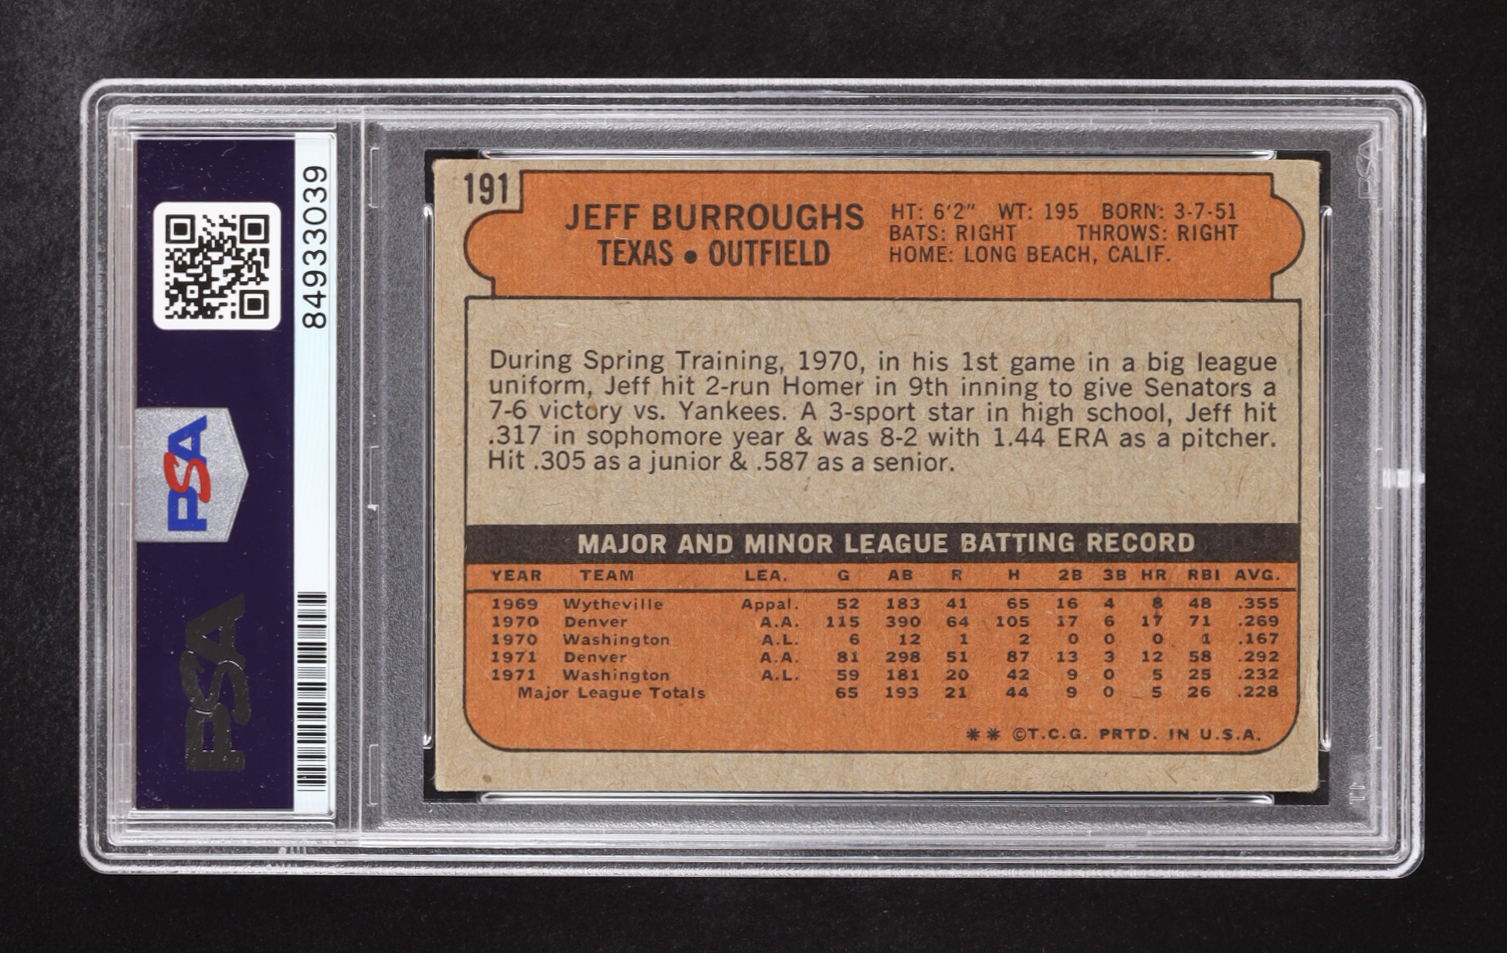 84933039
PSA
PSA
191
JEFF BURROUGHS
TEXAS • OUTFIELD
HT: 6'2" WT: 195 BORN: 3-7-51
BATS: RIGHT THROWS: RIGHT
HOME: LONG BEACH, CALIF.
During Spring Training, 1970, in his 1st game in a big league
uniform, Jeff hit 2-run Homer in 9th inning to give Senators a
7-6 victory vs. Yankees. A 3-sport star in high school, Jeff hit
.317 in sophomore year & was 8-2 with 1.44 ERA as a pitcher.
Hit .305 as a junior & .587 as a senior.
MAJOR AND MINOR LEAGUE BATTING RECORD
YEAR TEAM LEA. G AB R H 2B 3B HR RBI AVG.
1969 Wytheville Appal. 52 183 41 65 16 4 8 48 .355
1970 Denver A.A. 115 390 64 105 17 6 17 71 .269
1970 Washington A.L. 6 12 1 2 0 0 0 1 .167
1971 Denver A.A. 81 298 51 87 13 3 12 58 .292
1971 Washington A.L. 59 181 20 42 9 0 5 25 .232
Major League Totals 65 193 21 44 9 0 5 26 .228
** ©T.C.G. PRTD. IN U.S.A.
PSA